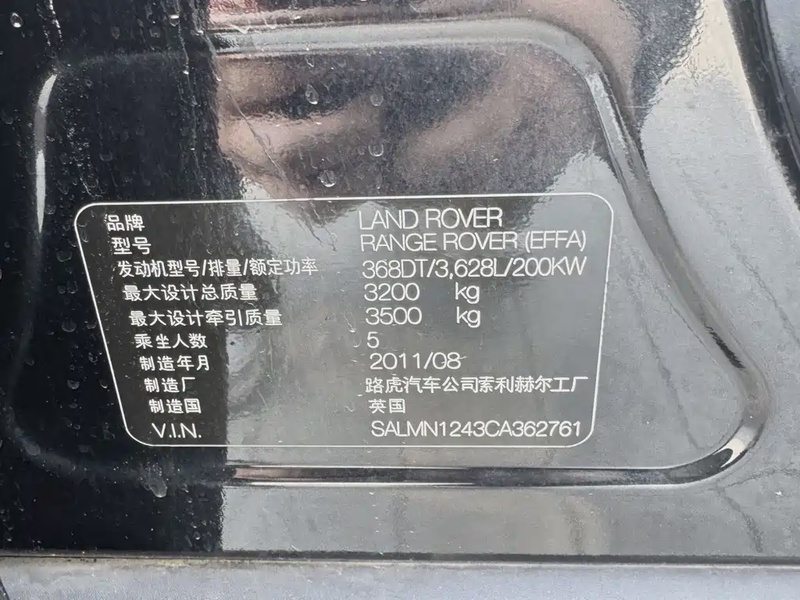 品牌 LAND ROVER
型号 RANGE ROVER (EFFA)
发动机型号/排量/额定功率 368DT/3,628L/200KW
最大设计总质量 3200 kg
最大设计牵引质量 3500 kg
乘坐人数 5
制造年月 2011/08
制造厂 路虎汽车公司索利赫尔工厂
制造国 英国
V.I.N. SALMN1243CA362761